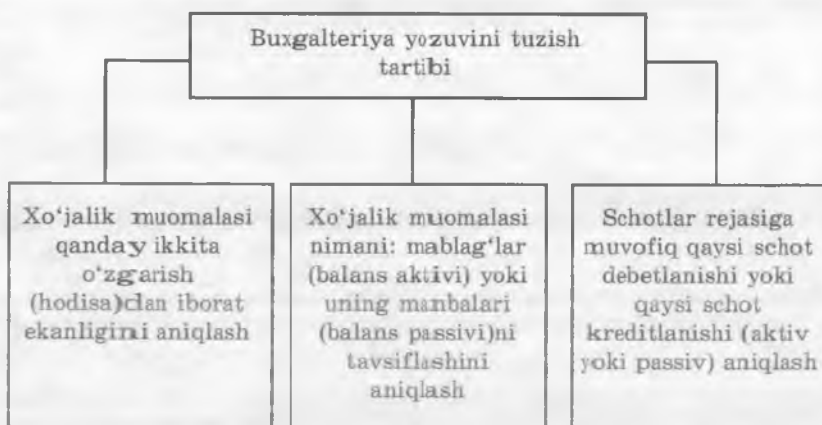 Buxgalteriya yozuvini tuzish
tartibi
Xo‘jalik muomalasi
qanday ikkita
o‘zgarish
(hodisa)dan iborat
ekanligini aniqlash
Xo‘jalik muomalasi
nimani: mablag‘lar
(balans aktivi) yoki
uning manbalari
(balans passivi)ni
tavsiflashini
aniqlash
Schotlar rejasiga
muvofiq qaysi schot
debetlanishi yoki
qaysi schot
kreditlanishi (aktiv
yoki passiv) aniqlash